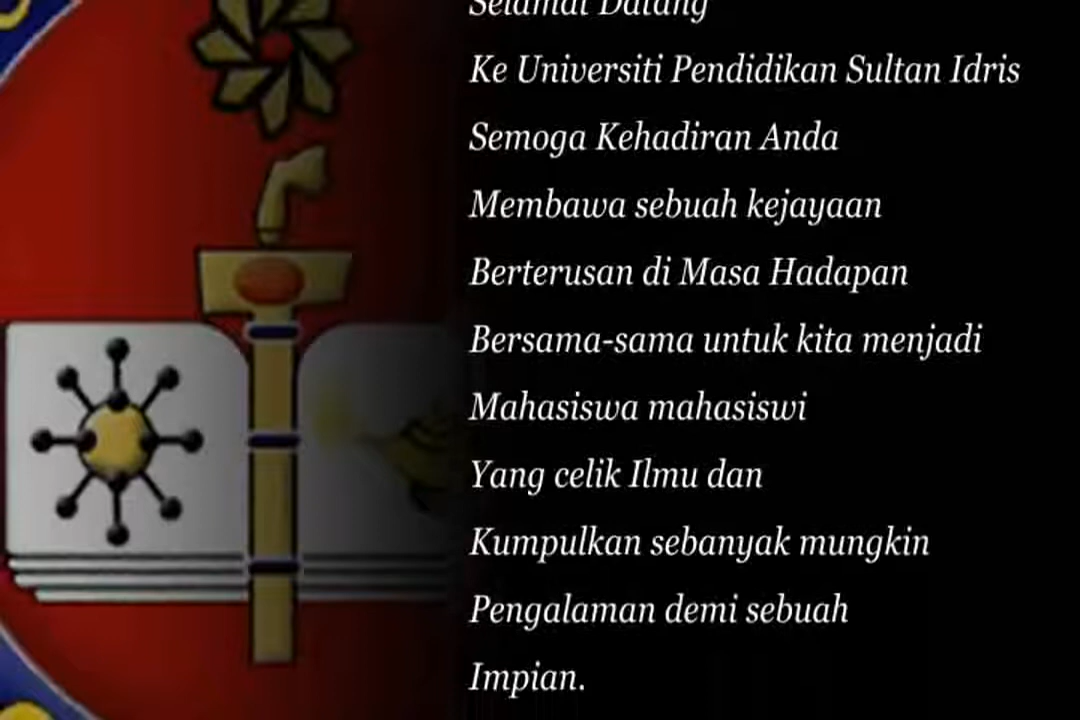 Selamat Datang
Ke Universiti Pendidikan Sultan Idris
Semoga Kehadiran Anda
Membawa sebuah kejayaan
Berterusan di Masa Hadapan
Bersama-sama untuk kita menjadi
Mahasiswa mahasiswi
Yang celik Ilmu dan
Kumpulkan sebanyak mungkin
Pengalaman demi sebuah
Impian.